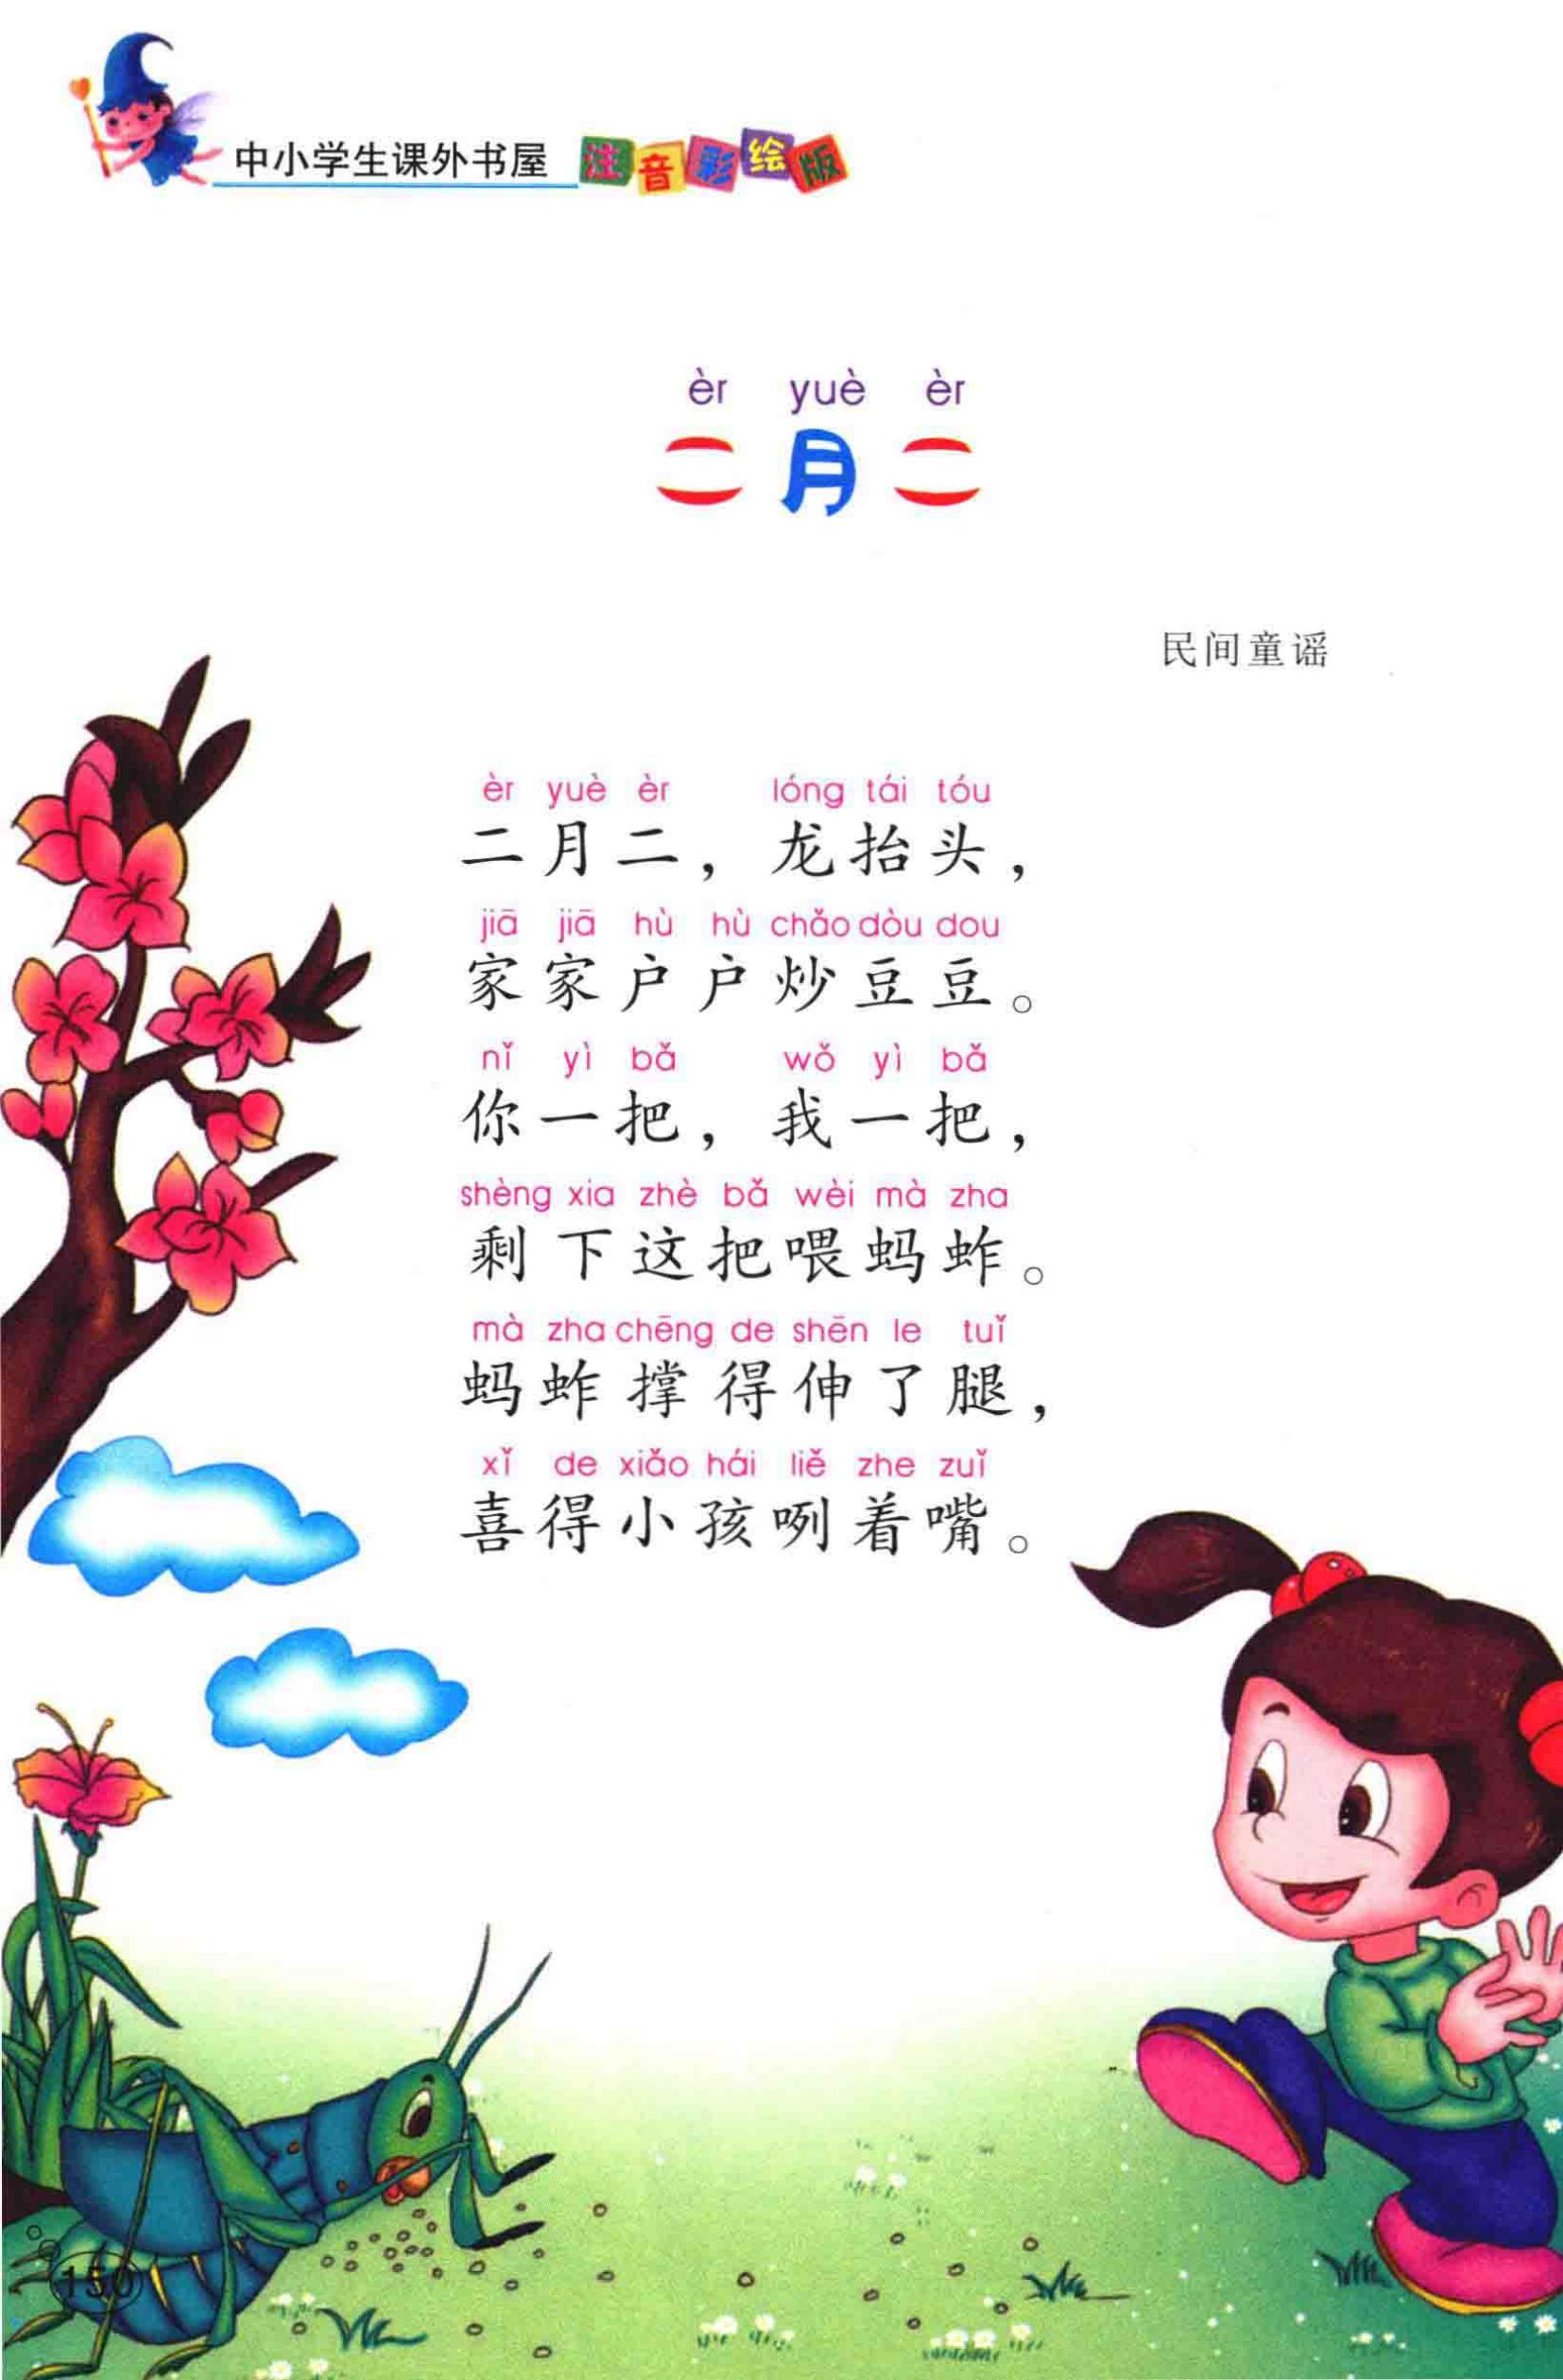 中小学生课外书屋 注音彩绘版
èr yuè èr
二月二
民间童谣
èr yuè èr lóng tái tóu
二月二，龙抬头，
jiā jiā hù hù chǎo dòu dou
家家户户炒豆豆。
nǐ yì bǎ wǒ yì bǎ
你一把，我一把，
shèng xia zhè bǎ wèi mà zha
剩下这把喂蚂蚱。
mà zha chēng de shēn le tuǐ
蚂蚱撑得伸了腿，
xǐ de xiǎo hái liě zhe zuǐ
喜得小孩咧着嘴。
150